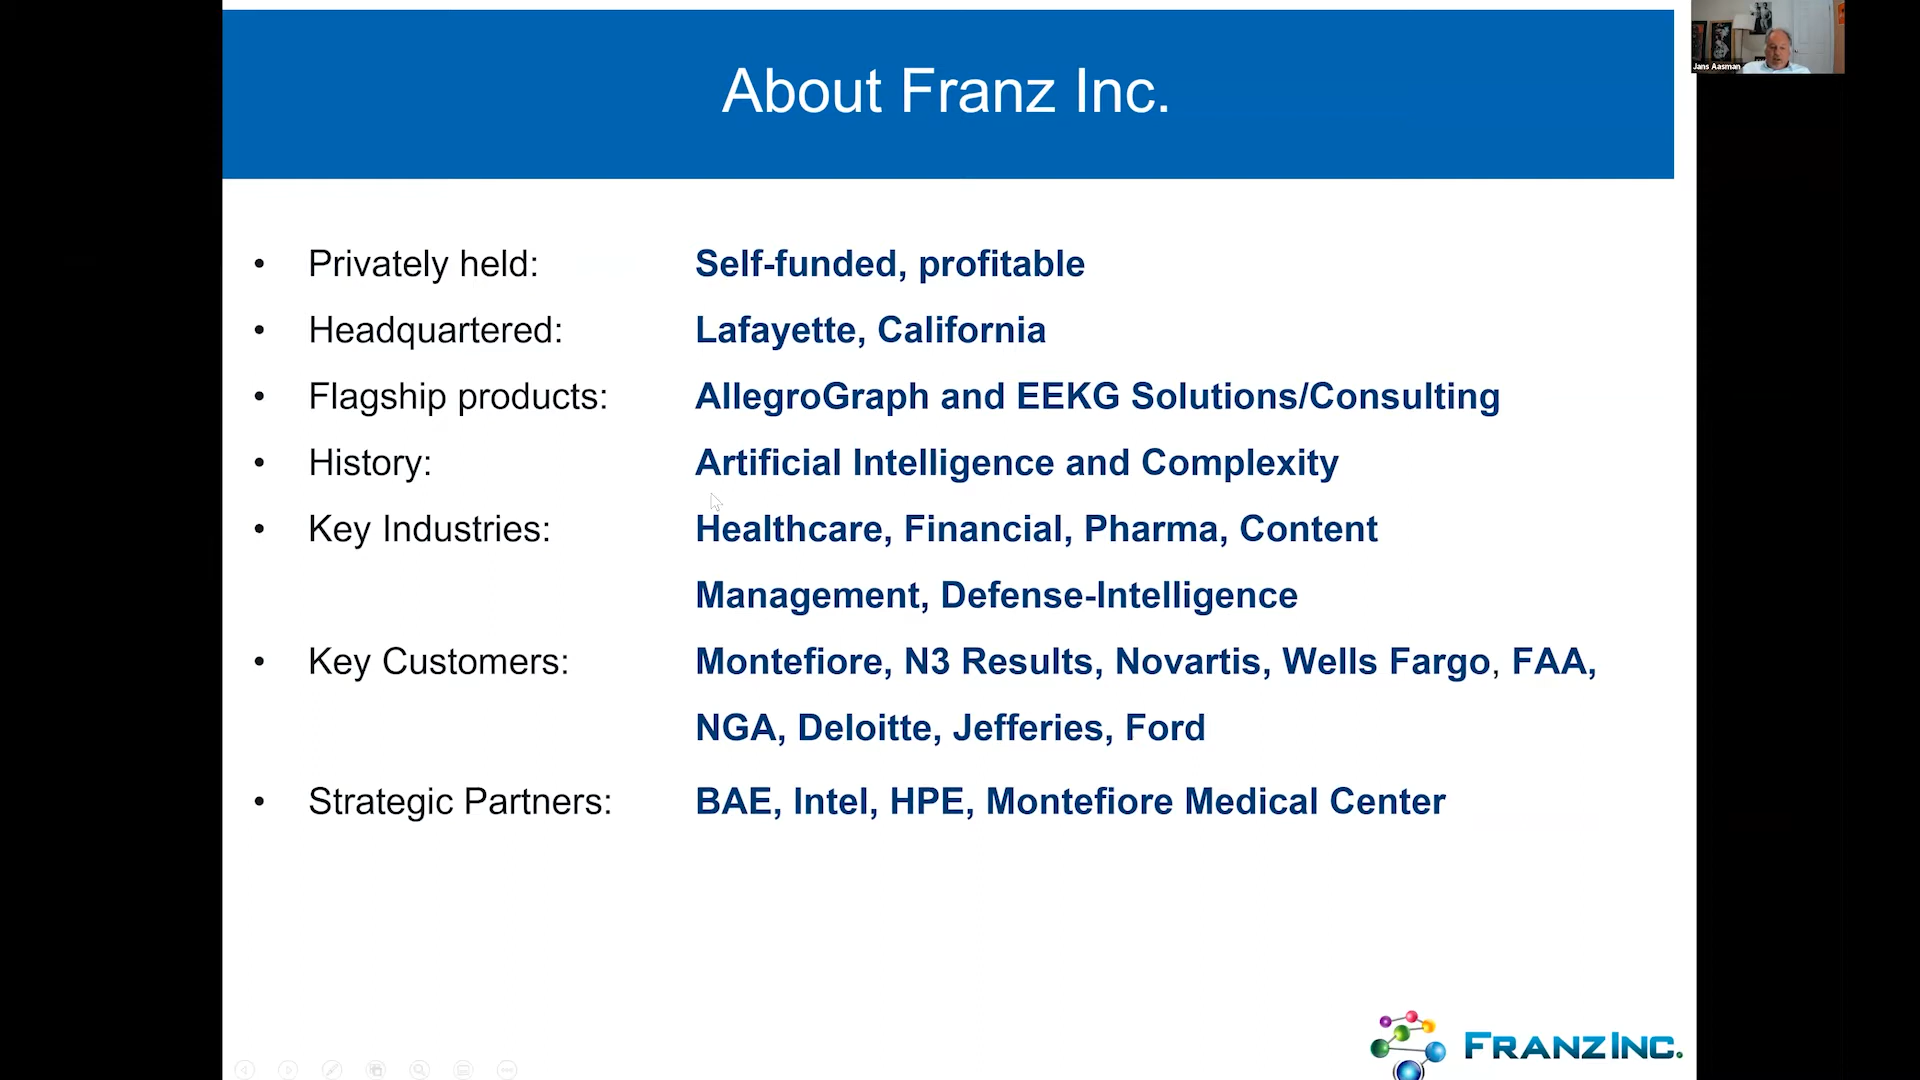 About Franz Inc.
Jans Aasman
• Privately held: Self-funded, profitable
• Headquartered: Lafayette, California
• Flagship products: AllegroGraph and EEKG Solutions/Consulting
• History: Artificial Intelligence and Complexity
• Key Industries: Healthcare, Financial, Pharma, Content
Management, Defense-Intelligence
• Key Customers: Montefiore, N3 Results, Novartis, Wells Fargo, FAA,
NGA, Deloitte, Jefferies, Ford
• Strategic Partners: BAE, Intel, HPE, Montefiore Medical Center
FRANZ INC.